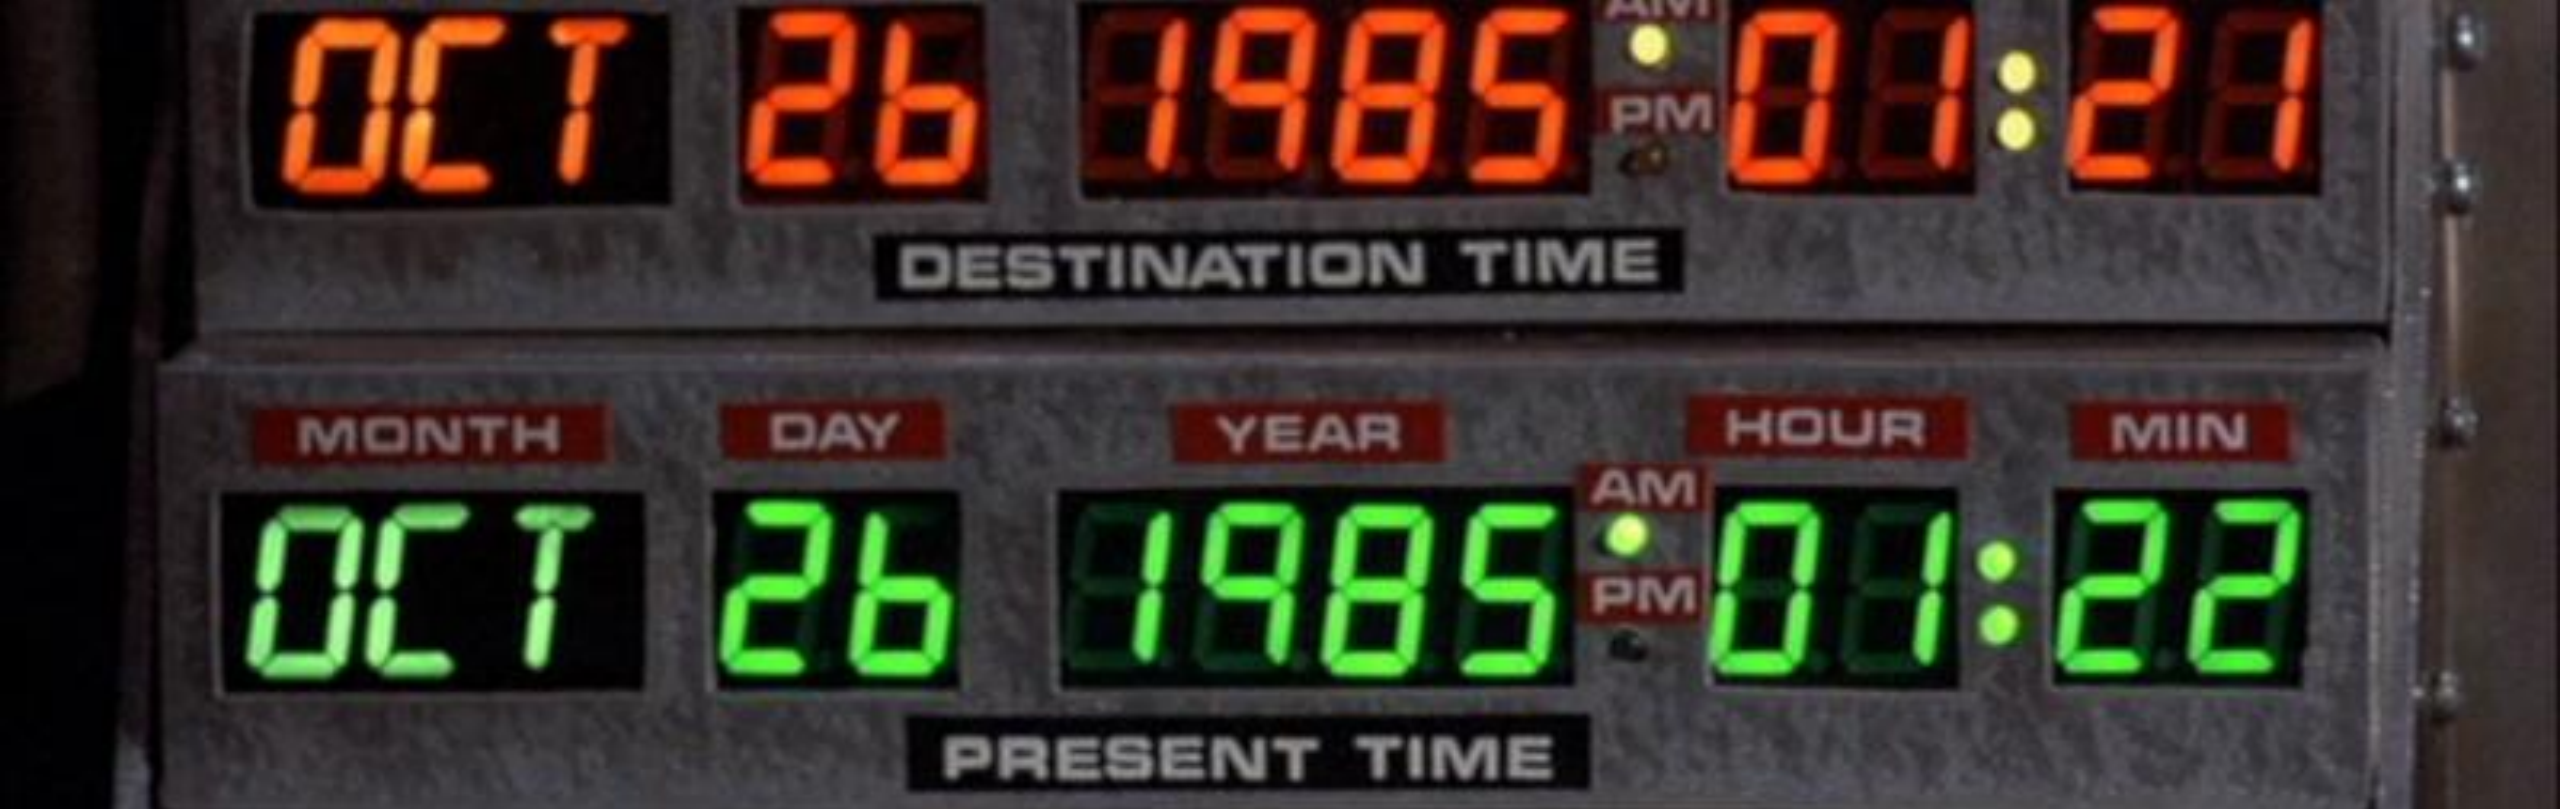 AM
OCT 26 1985 01:21
PM
DESTINATION TIME
MONTH DAY YEAR HOUR MIN
AM
OCT 26 1985 01:22
PM
PRESENT TIME